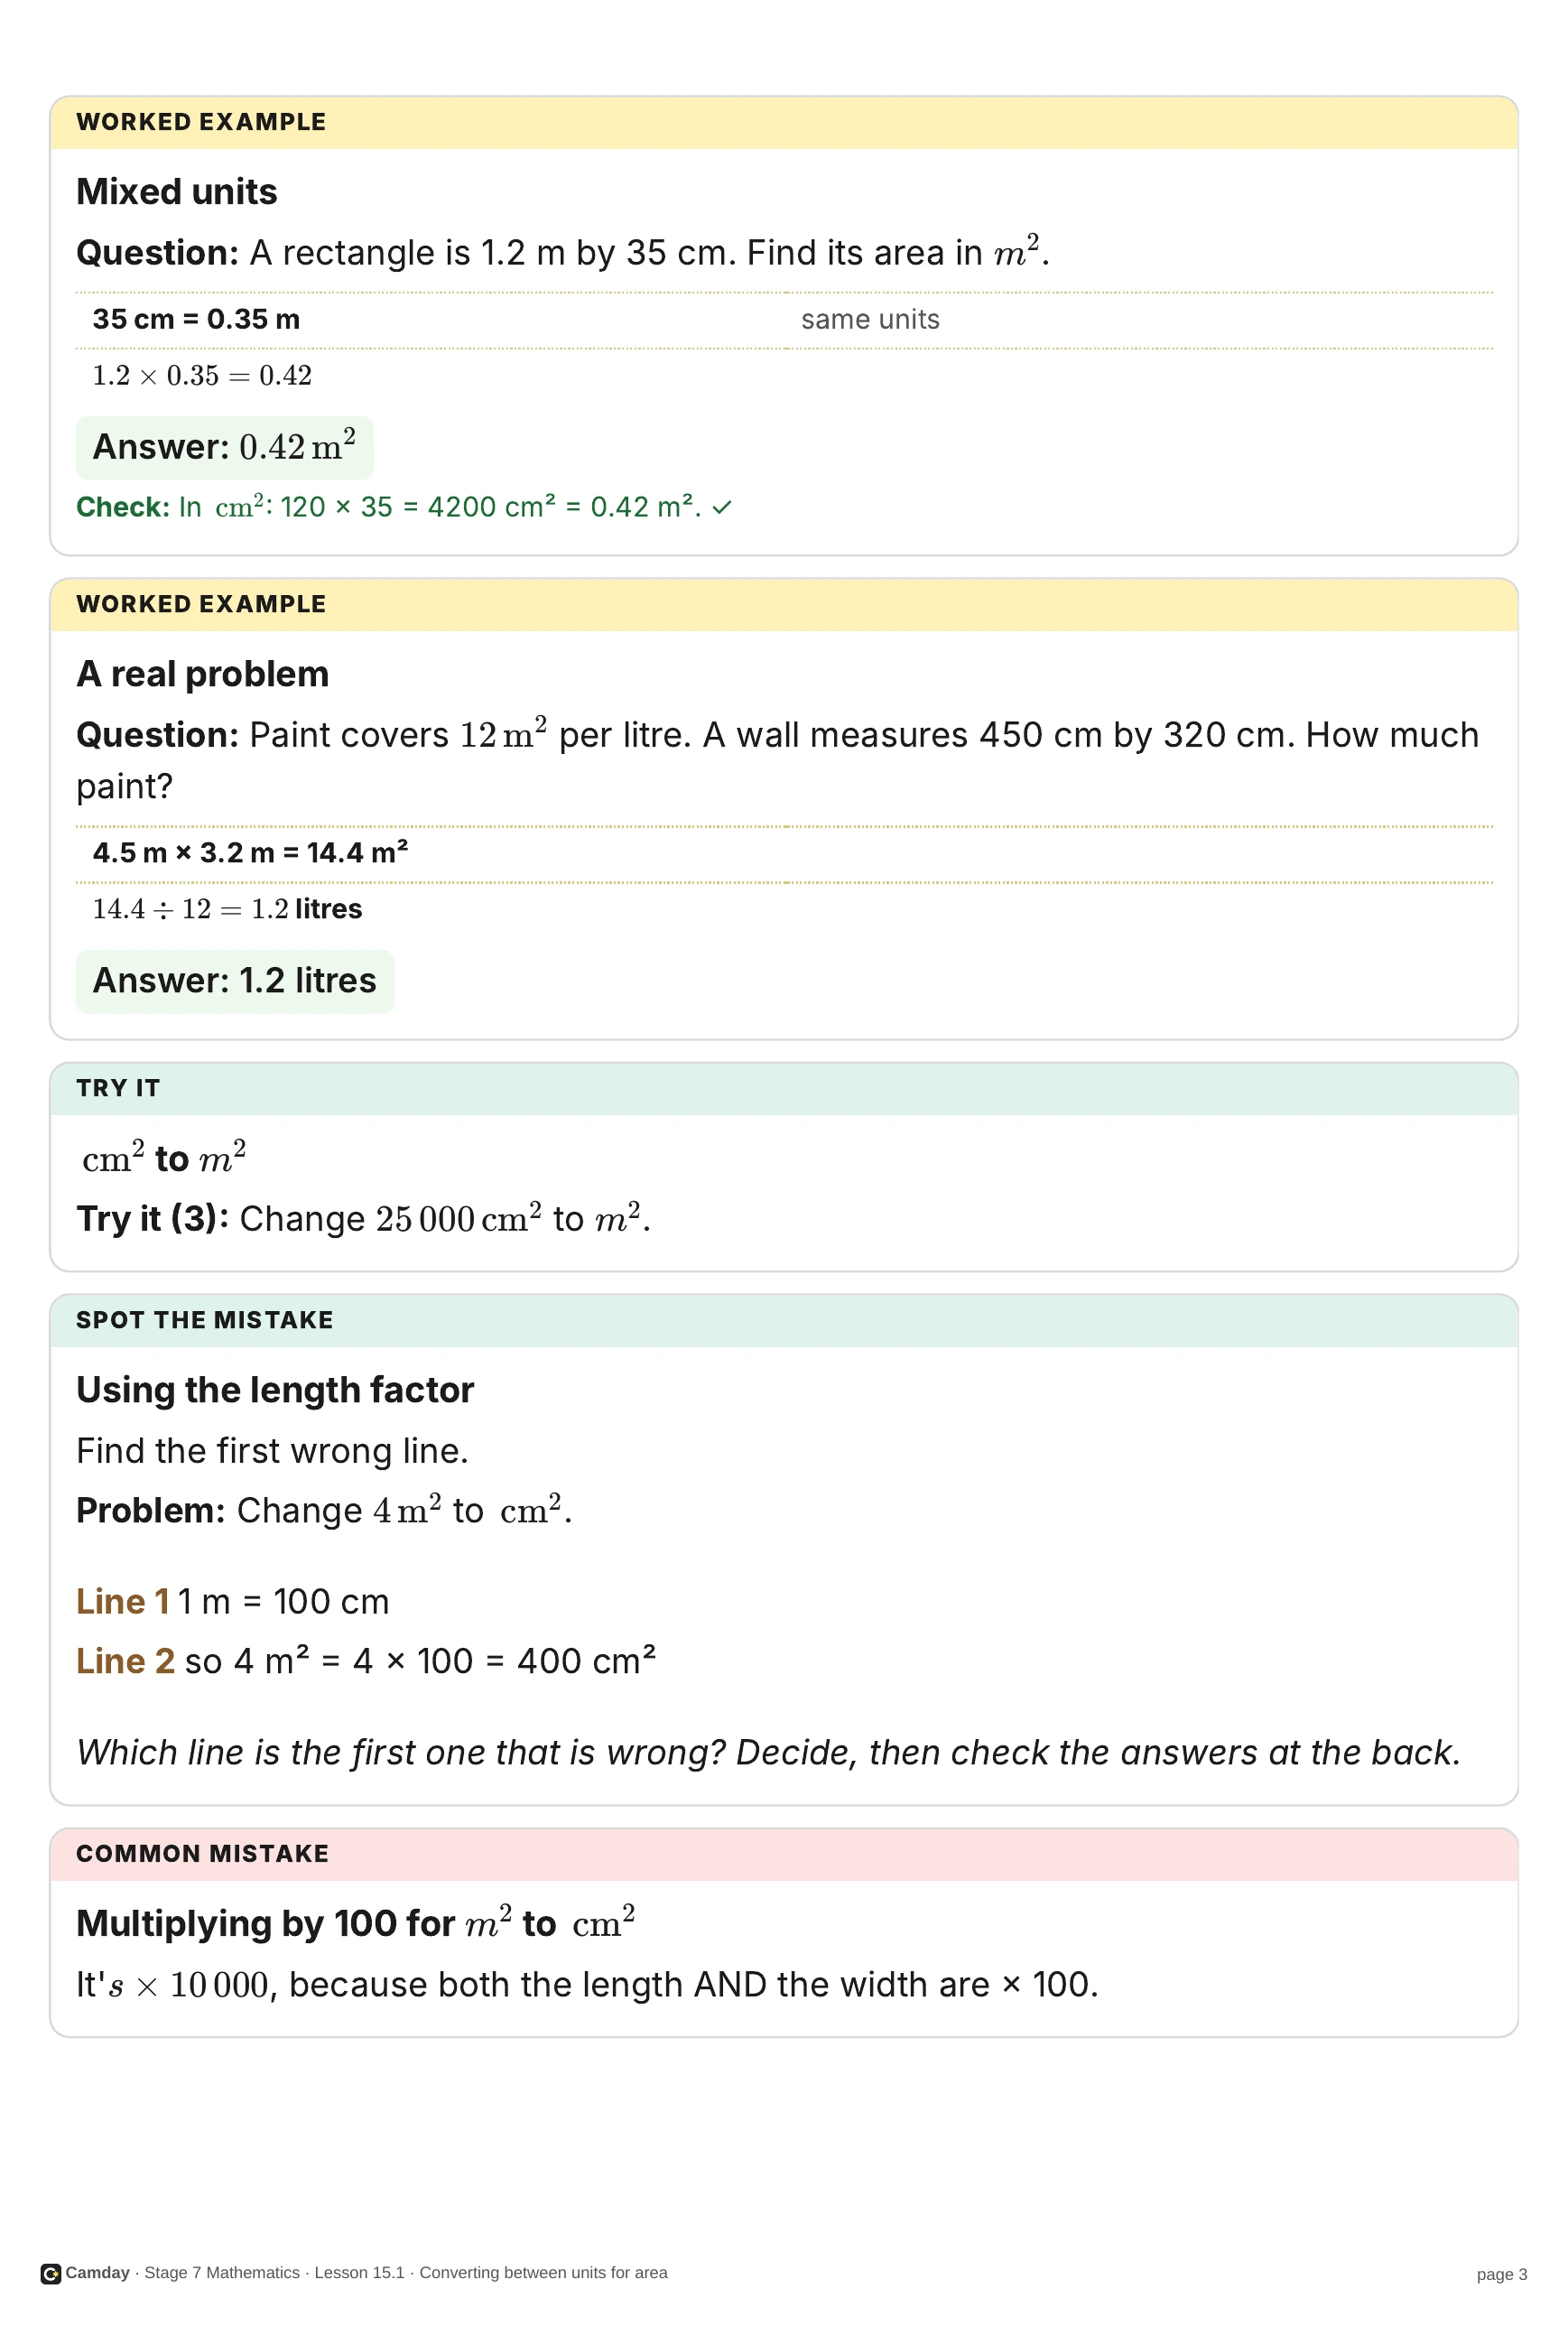 WORKED EXAMPLE
Mixed units
Question: A rectangle is 1.2 m by 35 cm. Find its area in m².
35 cm = 0.35 m same units
1.2 × 0.35 = 0.42
Answer: 0.42 m²
Check: In cm²: 120 × 35 = 4200 cm² = 0.42 m². ✓
WORKED EXAMPLE
A real problem
Question: Paint covers 12 m² per litre. A wall measures 450 cm by 320 cm. How much
paint?
4.5 m × 3.2 m = 14.4 m²
14.4 ÷ 12 = 1.2 litres
Answer: 1.2 litres
TRY IT
cm² to m²
Try it (3): Change 25 000 cm² to m².
SPOT THE MISTAKE
Using the length factor
Find the first wrong line.
Problem: Change 4 m² to cm².
Line 1 1 m = 100 cm
Line 2 so 4 m² = 4 × 100 = 400 cm²
Which line is the first one that is wrong? Decide, then check the answers at the back.
COMMON MISTAKE
Multiplying by 100 for m² to cm²
It's × 10 000, because both the length AND the width are × 100.
Camday · Stage 7 Mathematics · Lesson 15.1 · Converting between units for area page 3